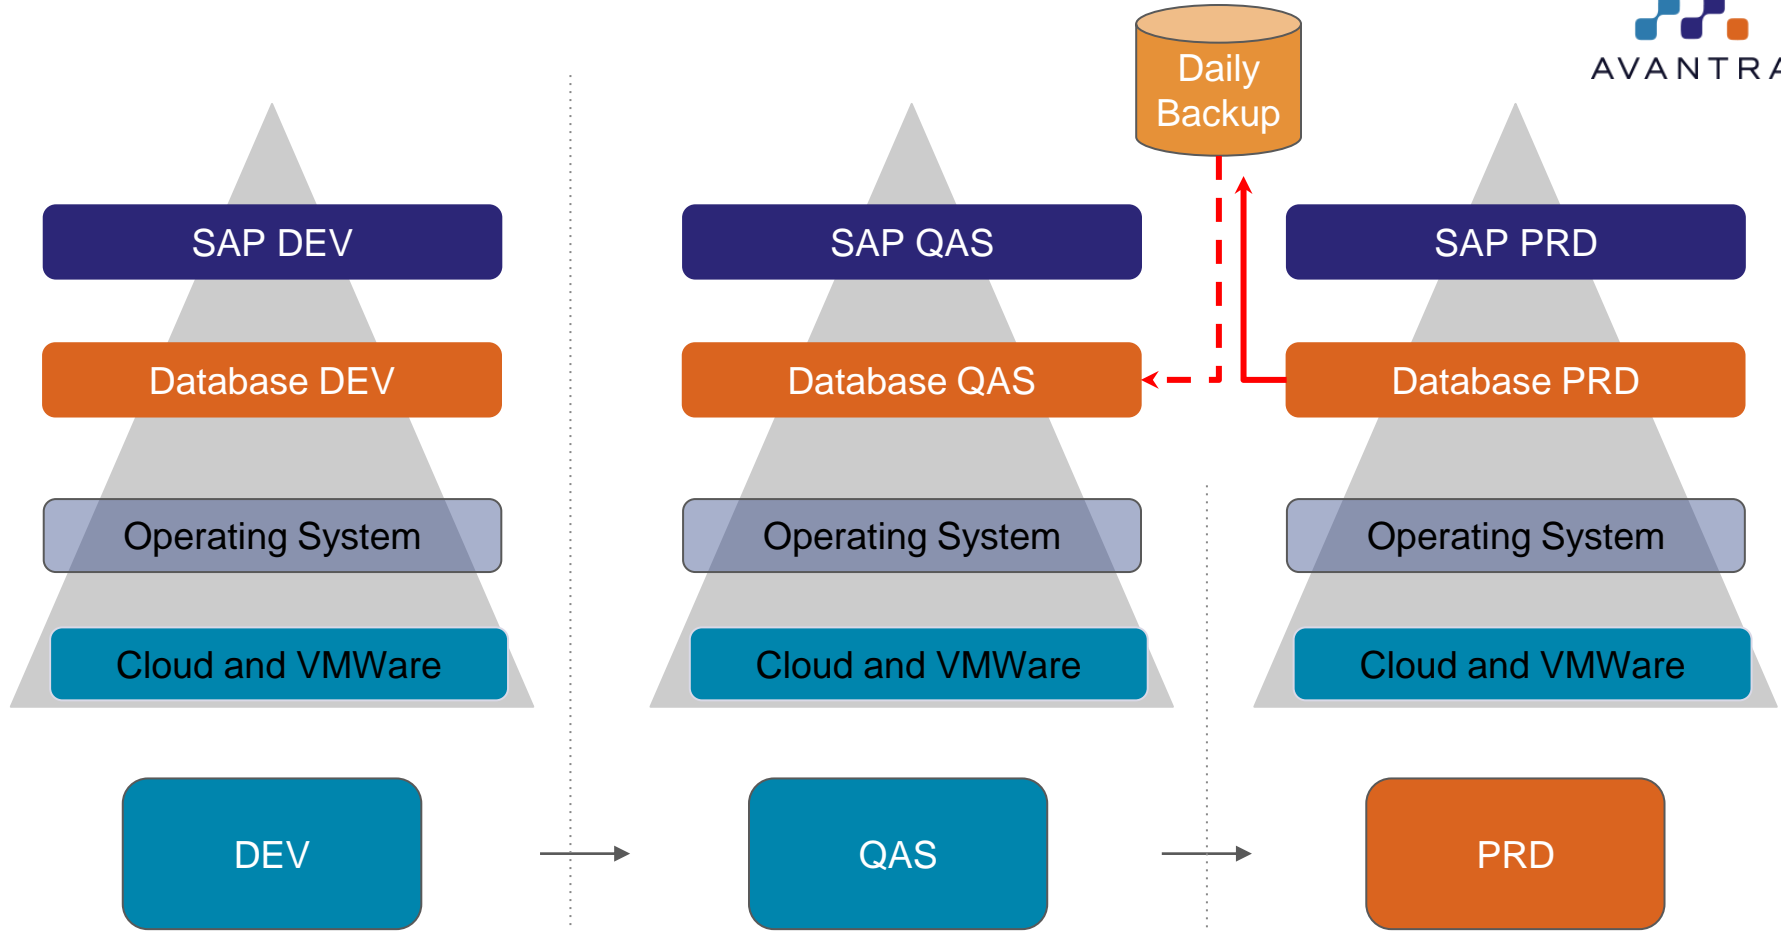 AVANTRA
Daily
Backup
SAP DEV
SAP QAS
SAP PRD
Database DEV
Database QAS
Database PRD
Operating System
Operating System
Operating System
Cloud and VMWare
Cloud and VMWare
Cloud and VMWare
DEV
QAS
PRD